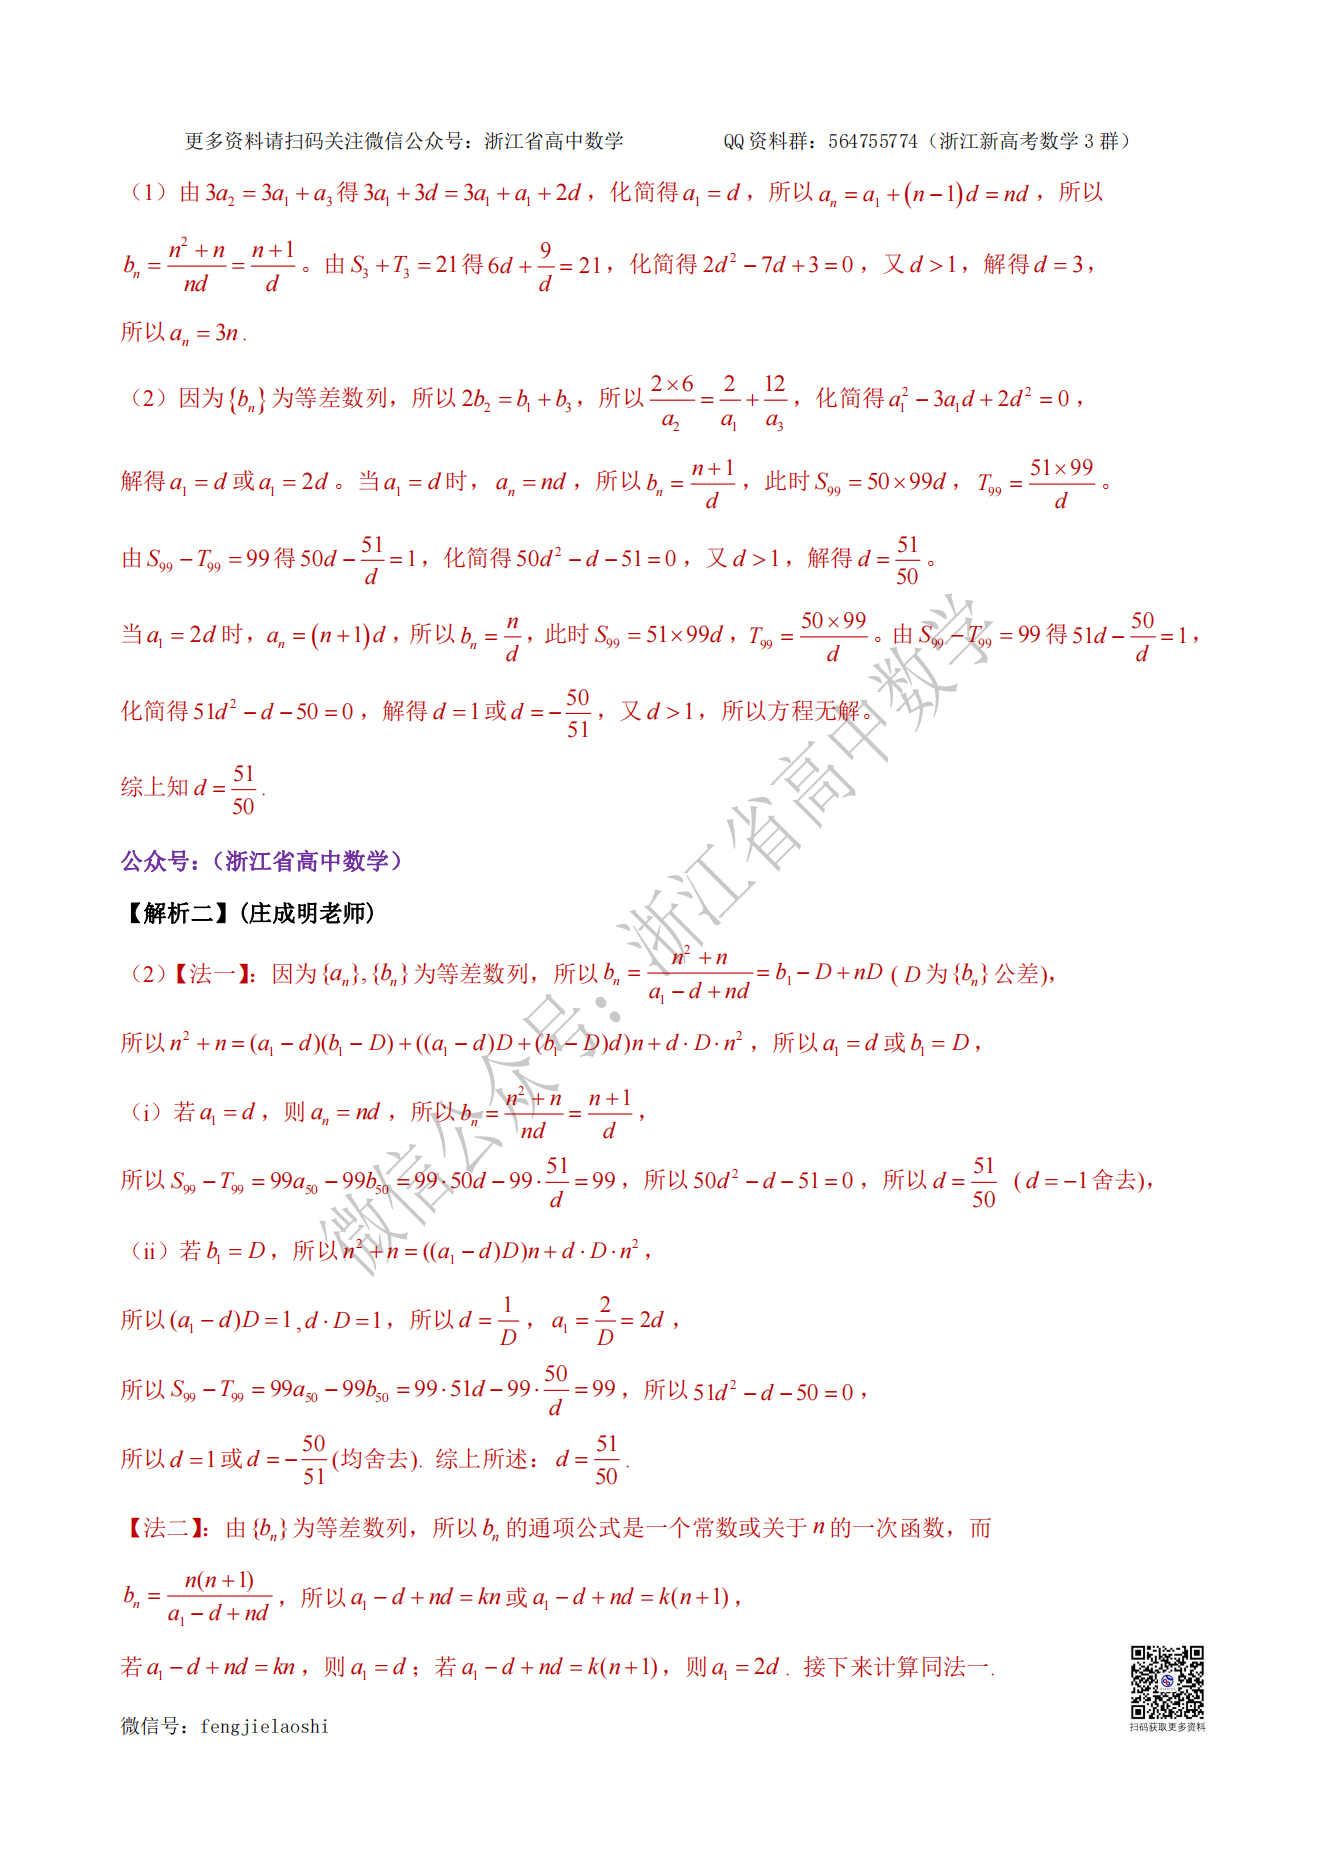 更多资料请扫码关注微信公众号：浙江省高中数学 QQ 资料群：564755774（浙江新高考数学 3 群）
（1）由 3a₂ = 3a₁ + a₃ 得 3a₁ + 3d = 3a₁ + a₁ + 2d ，化简得 a₁ = d ，所以 aₙ = a₁ + (n − 1)d = nd ，所以
bₙ = (n² + n)/(nd) = (n + 1)/d 。由 S₃ + T₃ = 21 得 6d + 9/d = 21，化简得 2d² − 7d + 3 = 0 ，又 d > 1，解得 d = 3，
所以 aₙ = 3n .
（2）因为 {bₙ} 为等差数列，所以 2b₂ = b₁ + b₃，所以 (2×6)/a₂ = 2/a₁ + 12/a₃ ，化简得 a₁² − 3a₁d + 2d² = 0 ，
解得 a₁ = d 或 a₁ = 2d 。当 a₁ = d 时， aₙ = nd ，所以 bₙ = (n + 1)/d ，此时 S₉₉ = 50×99d ，T₉₉ = (51×99)/d 。
由 S₉₉ − T₉₉ = 99 得 50d − 51/d = 1，化简得 50d² − d − 51 = 0 ，又 d > 1，解得 d = 51/50 。
当 a₁ = 2d 时，aₙ = (n + 1)d ，所以 bₙ = n/d ，此时 S₉₉ = 51×99d ，T₉₉ = (50×99)/d 。由 S₉₉ − T₉₉ = 99 得 51d − 50/d = 1，
化简得 51d² − d − 50 = 0 ，解得 d = 1 或 d = −50/51 ，又 d > 1，所以方程无解。
综上知 d = 51/50 .
公众号：（浙江省高中数学）
【解析二】(庄成明老师)
（2）【法一】：因为 {aₙ}, {bₙ} 为等差数列，所以 bₙ = (n² + n)/(a₁ − d + nd) = b₁ − D + nD ( D 为 {bₙ} 公差)，
所以 n² + n = (a₁ − d)(b₁ − D) + ((a₁ − d)D + (b₁ − D)d)n + d · D · n² ，所以 a₁ = d 或 b₁ = D，
（i）若 a₁ = d ，则 aₙ = nd ，所以 bₙ = (n² + n)/(nd) = (n + 1)/d ，
所以 S₉₉ − T₉₉ = 99a₅₀ − 99b₅₀ = 99·50d − 99·51/d = 99，所以 50d² − d − 51 = 0 ，所以 d = 51/50 ( d = −1 舍去)，
（ii）若 b₁ = D，所以 n² + n = ((a₁ − d)D)n + d · D · n² ，
所以 (a₁ − d)D = 1 , d · D = 1，所以 d = 1/D ，a₁ = 2/D = 2d ，
所以 S₉₉ − T₉₉ = 99a₅₀ − 99b₅₀ = 99·51d − 99·50/d = 99，所以 51d² − d − 50 = 0 ，
所以 d = 1 或 d = −50/51 (均舍去). 综上所述：d = 51/50 .
【法二】：由 {bₙ} 为等差数列，所以 bₙ 的通项公式是一个常数或关于 n 的一次函数，而
bₙ = n(n + 1)/(a₁ − d + nd) ，所以 a₁ − d + nd = kn 或 a₁ − d + nd = k(n + 1) ，
若 a₁ − d + nd = kn ，则 a₁ = d ；若 a₁ − d + nd = k(n + 1)，则 a₁ = 2d . 接下来计算同法一.
微信公众号：浙江省高中数学
微信号：fengjielaoshi
扫码获取更多资料